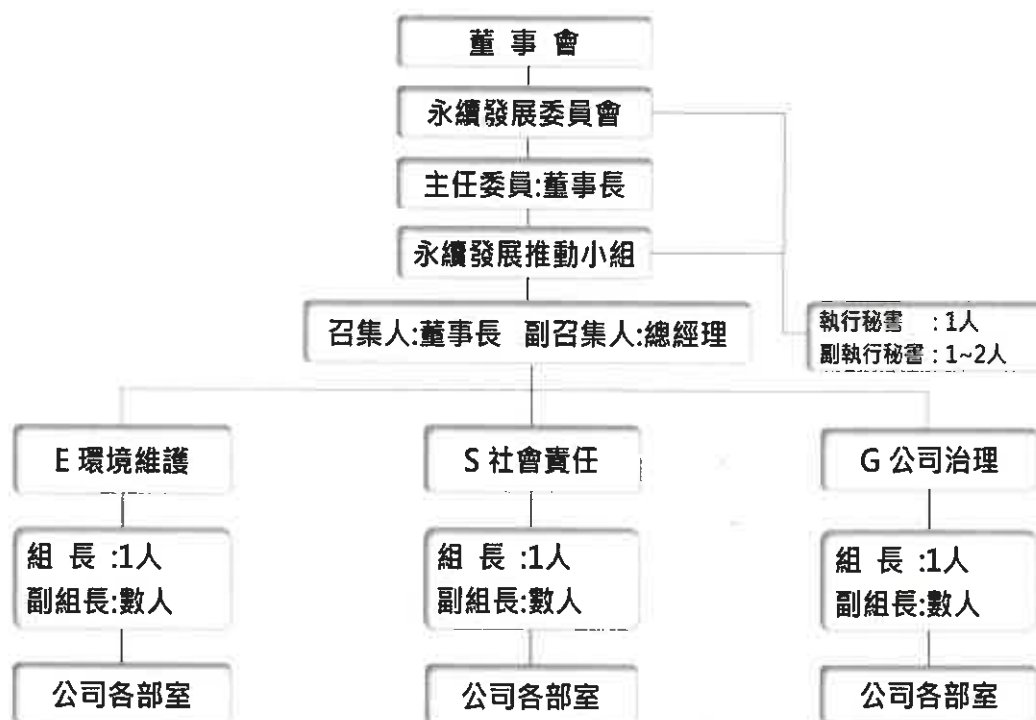 董 事 會
永續發展委員會
主任委員:董事長
永續發展推動小組
召集人:董事長 副召集人:總經理
執行秘書 : 1人
副執行秘書 : 1~2人
E 環境維護
S 社會責任
G 公司治理
組 長 :1人
副組長:數人
組 長 :1人
副組長:數人
組 長 :1人
副組長:數人
公司各部室
公司各部室
公司各部室